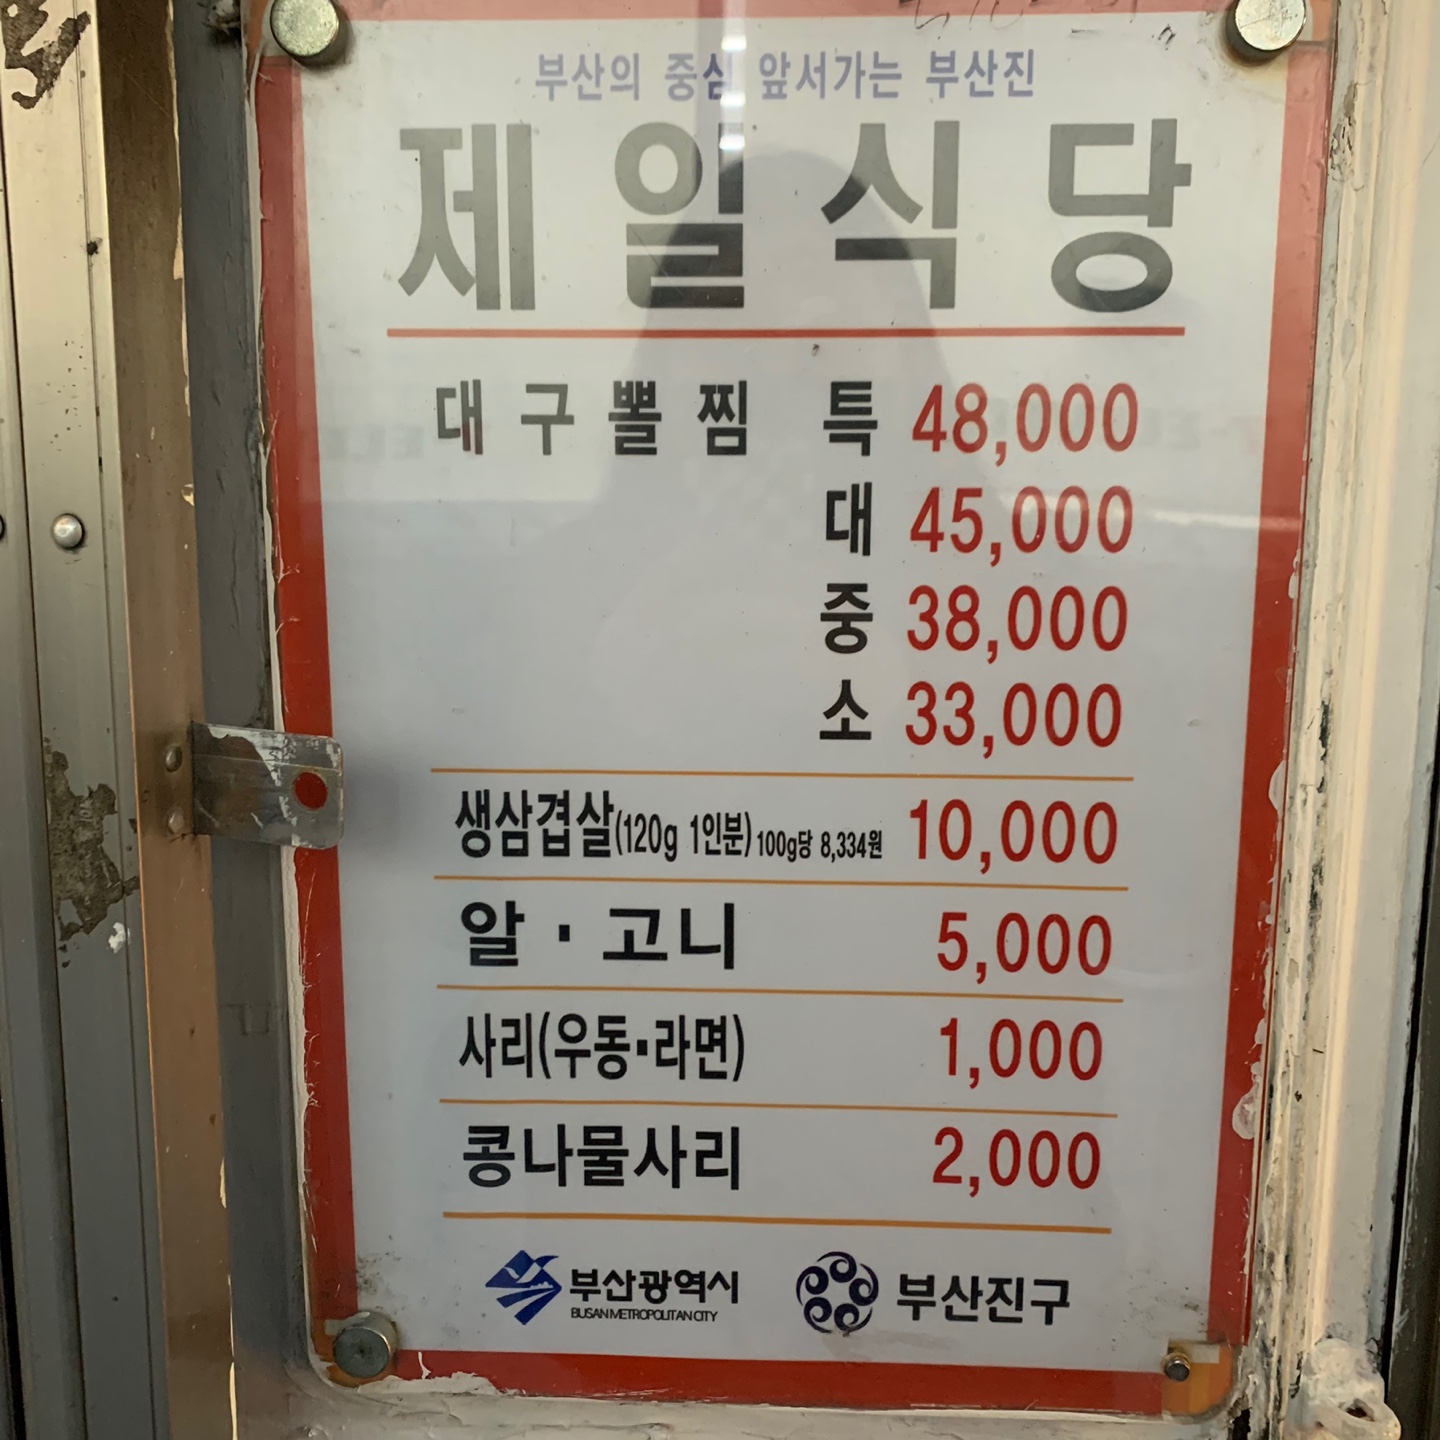 부산의 중심 앞서가는 부산진
제일식당
대구뽈찜 특 48,000
대 45,000
중 38,000
소 33,000
생삼겹살(120g 1인분) 100g당 8,334원 10,000
알·고니 5,000
사리(우동·라면) 1,000
콩나물사리 2,000
부산광역시
BUSAN METROPOLITAN CITY
부산진구